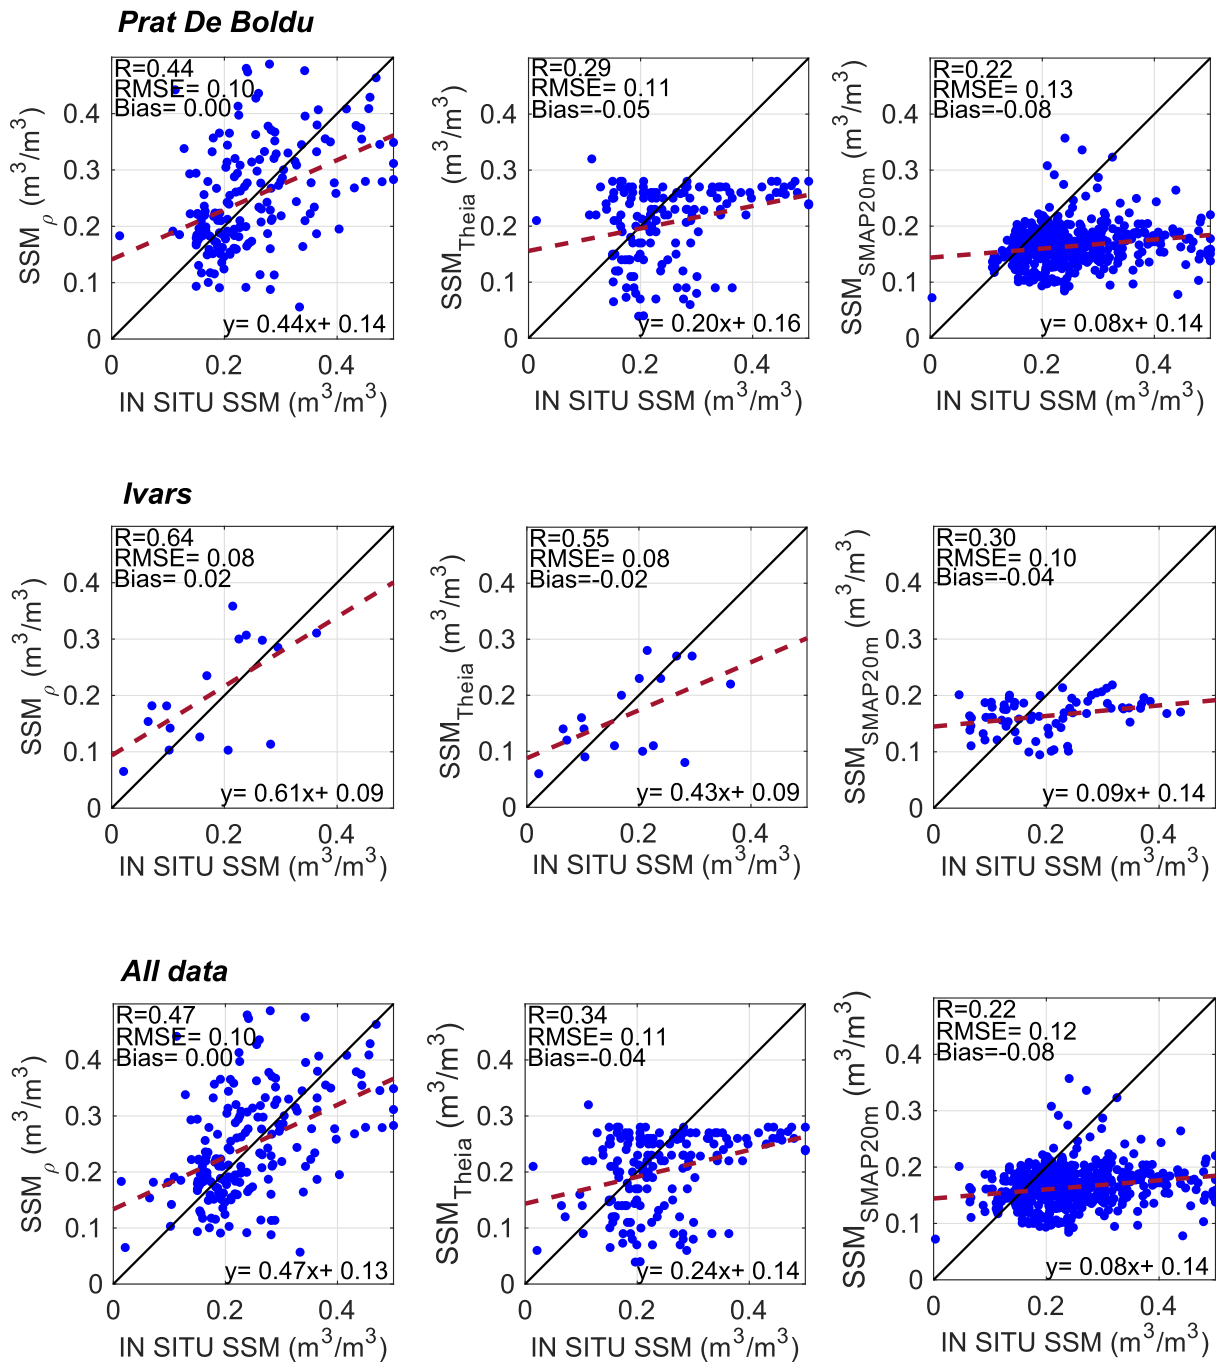 Prat De Boldu
R=0.44
RMSE= 0.10
Bias= 0.00
SSMρ (m³/m³)
0.4
0.3
0.2
0.1
0
y= 0.44x+ 0.14
0 0.2 0.4
IN SITU SSM (m³/m³)
R=0.29
RMSE= 0.11
Bias=-0.05
SSMTheia (m³/m³)
0.4
0.3
0.2
0.1
0
y= 0.20x+ 0.16
0 0.2 0.4
IN SITU SSM (m³/m³)
R=0.22
RMSE= 0.13
Bias=-0.08
SSMSMAP20m (m³/m³)
0.4
0.3
0.2
0.1
0
y= 0.08x+ 0.14
0 0.2 0.4
IN SITU SSM (m³/m³)
Ivars
R=0.64
RMSE= 0.08
Bias= 0.02
SSMρ (m³/m³)
0.4
0.3
0.2
0.1
0
y= 0.61x+ 0.09
0 0.2 0.4
IN SITU SSM (m³/m³)
R=0.55
RMSE= 0.08
Bias=-0.02
SSMTheia (m³/m³)
0.4
0.3
0.2
0.1
0
y= 0.43x+ 0.09
0 0.2 0.4
IN SITU SSM (m³/m³)
R=0.30
RMSE= 0.10
Bias=-0.04
SSMSMAP20m (m³/m³)
0.4
0.3
0.2
0.1
0
y= 0.09x+ 0.14
0 0.2 0.4
IN SITU SSM (m³/m³)
All data
R=0.47
RMSE= 0.10
Bias= 0.00
SSMρ (m³/m³)
0.4
0.3
0.2
0.1
0
y= 0.47x+ 0.13
0 0.2 0.4
IN SITU SSM (m³/m³)
R=0.34
RMSE= 0.11
Bias=-0.04
SSMTheia (m³/m³)
0.4
0.3
0.2
0.1
0
y= 0.24x+ 0.14
0 0.2 0.4
IN SITU SSM (m³/m³)
R=0.22
RMSE= 0.12
Bias=-0.08
SSMSMAP20m (m³/m³)
0.4
0.3
0.2
0.1
0
y= 0.08x+ 0.14
0 0.2 0.4
IN SITU SSM (m³/m³)